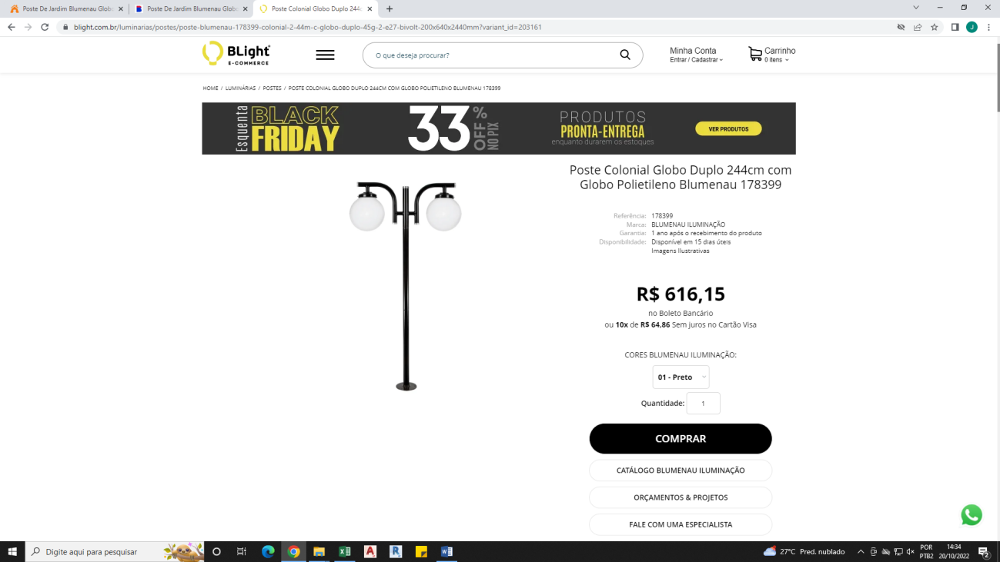 Poste De Jardim Blumenau Globo
Poste De Jardim Blumenau Globo
Poste Colonial Globo Duplo 244c
blight.com.br/luminarias/postes/poste-blumenau-178399-colonial-2-44m-c-globo-duplo-45g-2-e27-bivolt-200x640x2440mm?variant_id=203161
J
BLight
E-COMMERCE
O que deseja procurar?
Minha Conta
Entrar / Cadastrar
Carrinho
0 itens
HOME / LUMINÁRIAS / POSTES / POSTE COLONIAL GLOBO DUPLO 244CM COM GLOBO POLIETILENO BLUMENAU 178399
Esquenta
BLACK
FRIDAY
33%
OFF
NO PIX
PRODUTOS
PRONTA-ENTREGA
enquanto durarem os estoques
VER PRODUTOS
Poste Colonial Globo Duplo 244cm com
Globo Polietileno Blumenau 178399
Referência: 178399
Marca: BLUMENAU ILUMINAÇÃO
Garantia: 1 ano após o recebimento do produto
Disponibilidade: Disponível em 15 dias úteis
Imagens Ilustrativas
R$ 616,15
no Boleto Bancário
ou 10x de R$ 64,86 Sem juros no Cartão Visa
CORES BLUMENAU ILUMINAÇÃO:
01 - Preto
Quantidade: 1
COMPRAR
CATÁLOGO BLUMENAU ILUMINAÇÃO
ORÇAMENTOS & PROJETOS
FALE COM UMA ESPECIALISTA
Digite aqui para pesquisar
27°C Pred. nublado
POR
PTB2
14:34
20/10/2022
2